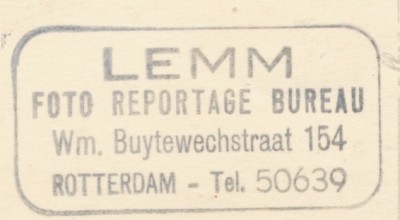 LEMM
FOTO REPORTAGE BUREAU
Wm. Buytewechstraat 154
ROTTERDAM - Tel. 50639